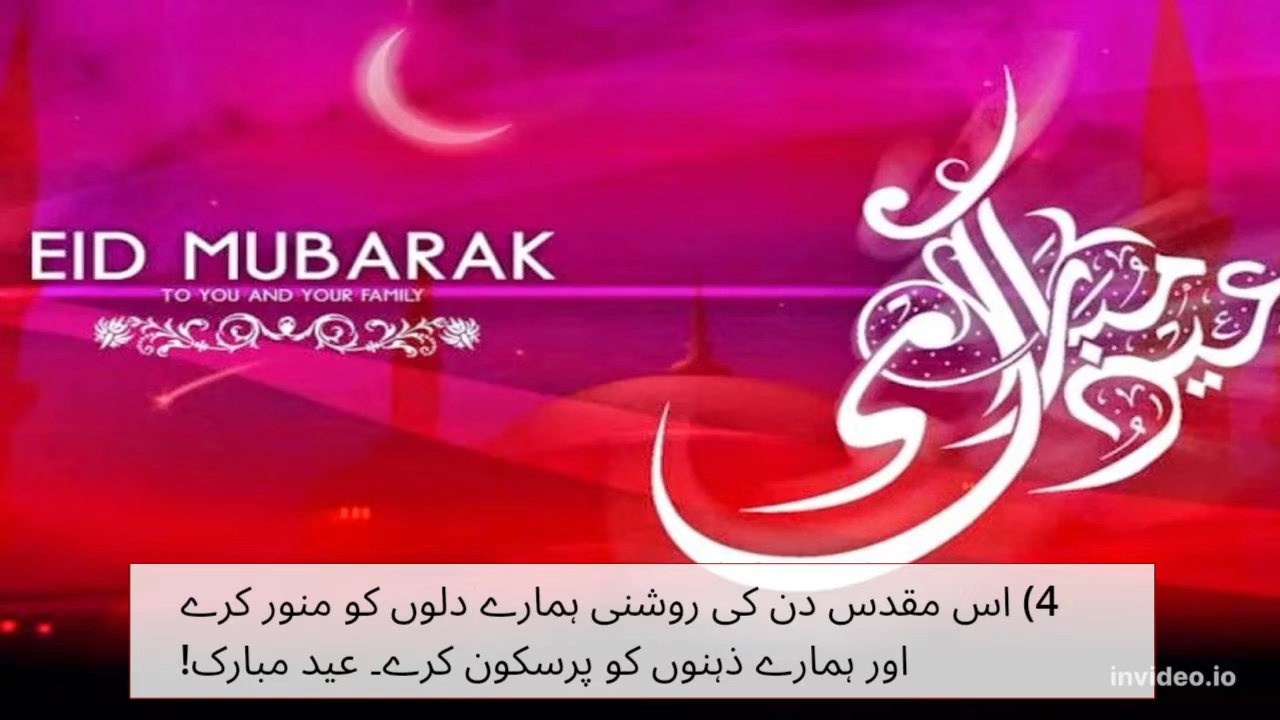 EID MUBARAK
TO YOU AND YOUR FAMILY
عید مبارك
4) اس مقدس دن کی روشنی ہمارے دلوں کو منور کرے
اور ہمارے ذہنوں کو پرسکون کرے۔ عید مبارک!
invideo.io